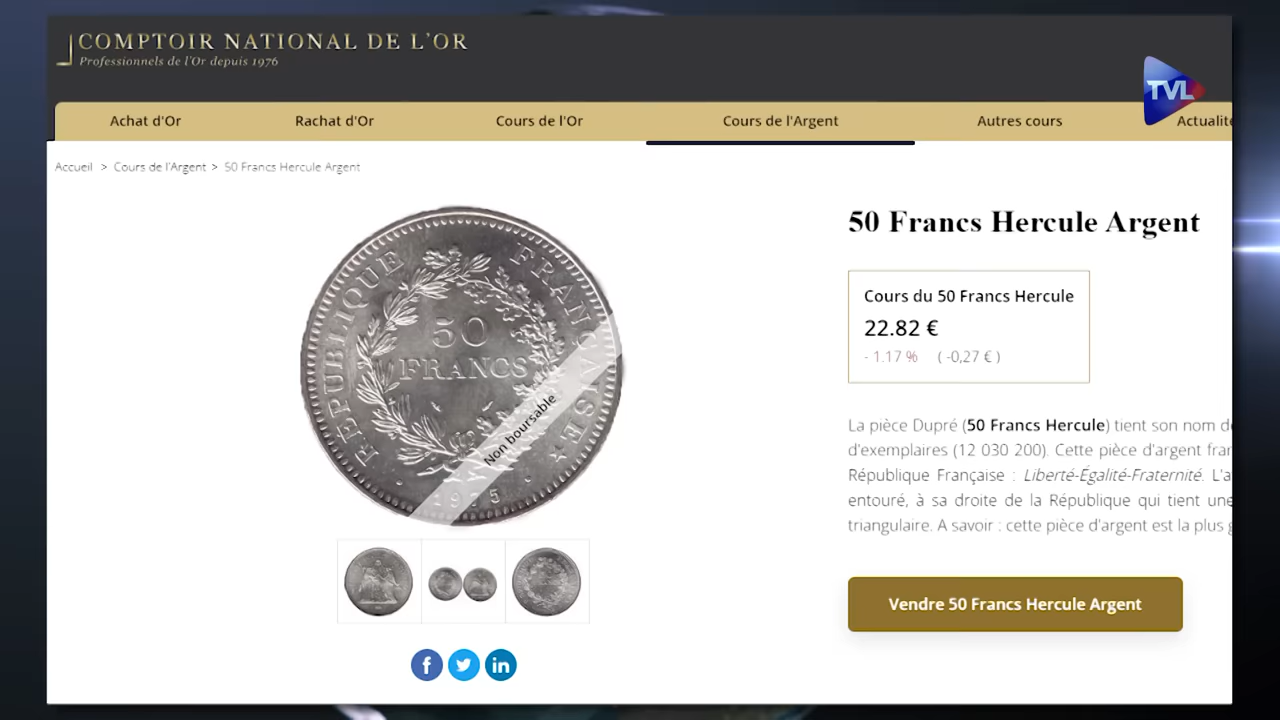 COMPTOIR NATIONAL DE L'OR
Professionnels de l'Or depuis 1976
TVL
Achat d'Or
Rachat d'Or
Cours de l'Or
Cours de l'Argent
Autres cours
Actualité
Accueil > Cours de l'Argent > 50 Francs Hercule Argent
RÉPUBLIQUE FRANÇAISE
50
FRANCS
Non boursable
50 Francs Hercule Argent
Cours du 50 Francs Hercule
22.82 €
- 1.17 % ( -0,27 € )
La pièce Dupré (50 Francs Hercule) tient son nom
d'exemplaires (12 030 200). Cette pièce d'argent
République Française : Liberté-Égalité-Fraternité.
entouré, à sa droite de la République qui tient une
triangulaire. A savoir : cette pièce d'argent est la plus
Vendre 50 Francs Hercule Argent